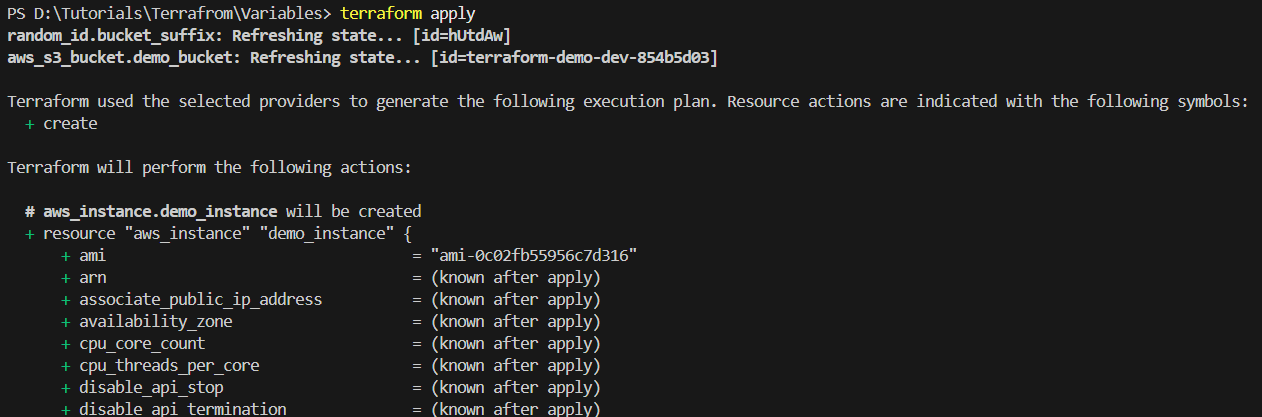 PS D:\Tutorials\Terrafrom\Variables> terraform apply
random_id.bucket_suffix: Refreshing state... [id=hUtdAw]
aws_s3_bucket.demo_bucket: Refreshing state... [id=terraform-demo-dev-854b5d03]
Terraform used the selected providers to generate the following execution plan. Resource actions are indicated with the following symbols:
+ create
Terraform will perform the following actions:
# aws_instance.demo_instance will be created
+ resource "aws_instance" "demo_instance" {
+ ami = "ami-0c02fb55956c7d316"
+ arn = (known after apply)
+ associate_public_ip_address = (known after apply)
+ availability_zone = (known after apply)
+ cpu_core_count = (known after apply)
+ cpu_threads_per_core = (known after apply)
+ disable_api_stop = (known after apply)
+ disable_api_termination = (known after apply)